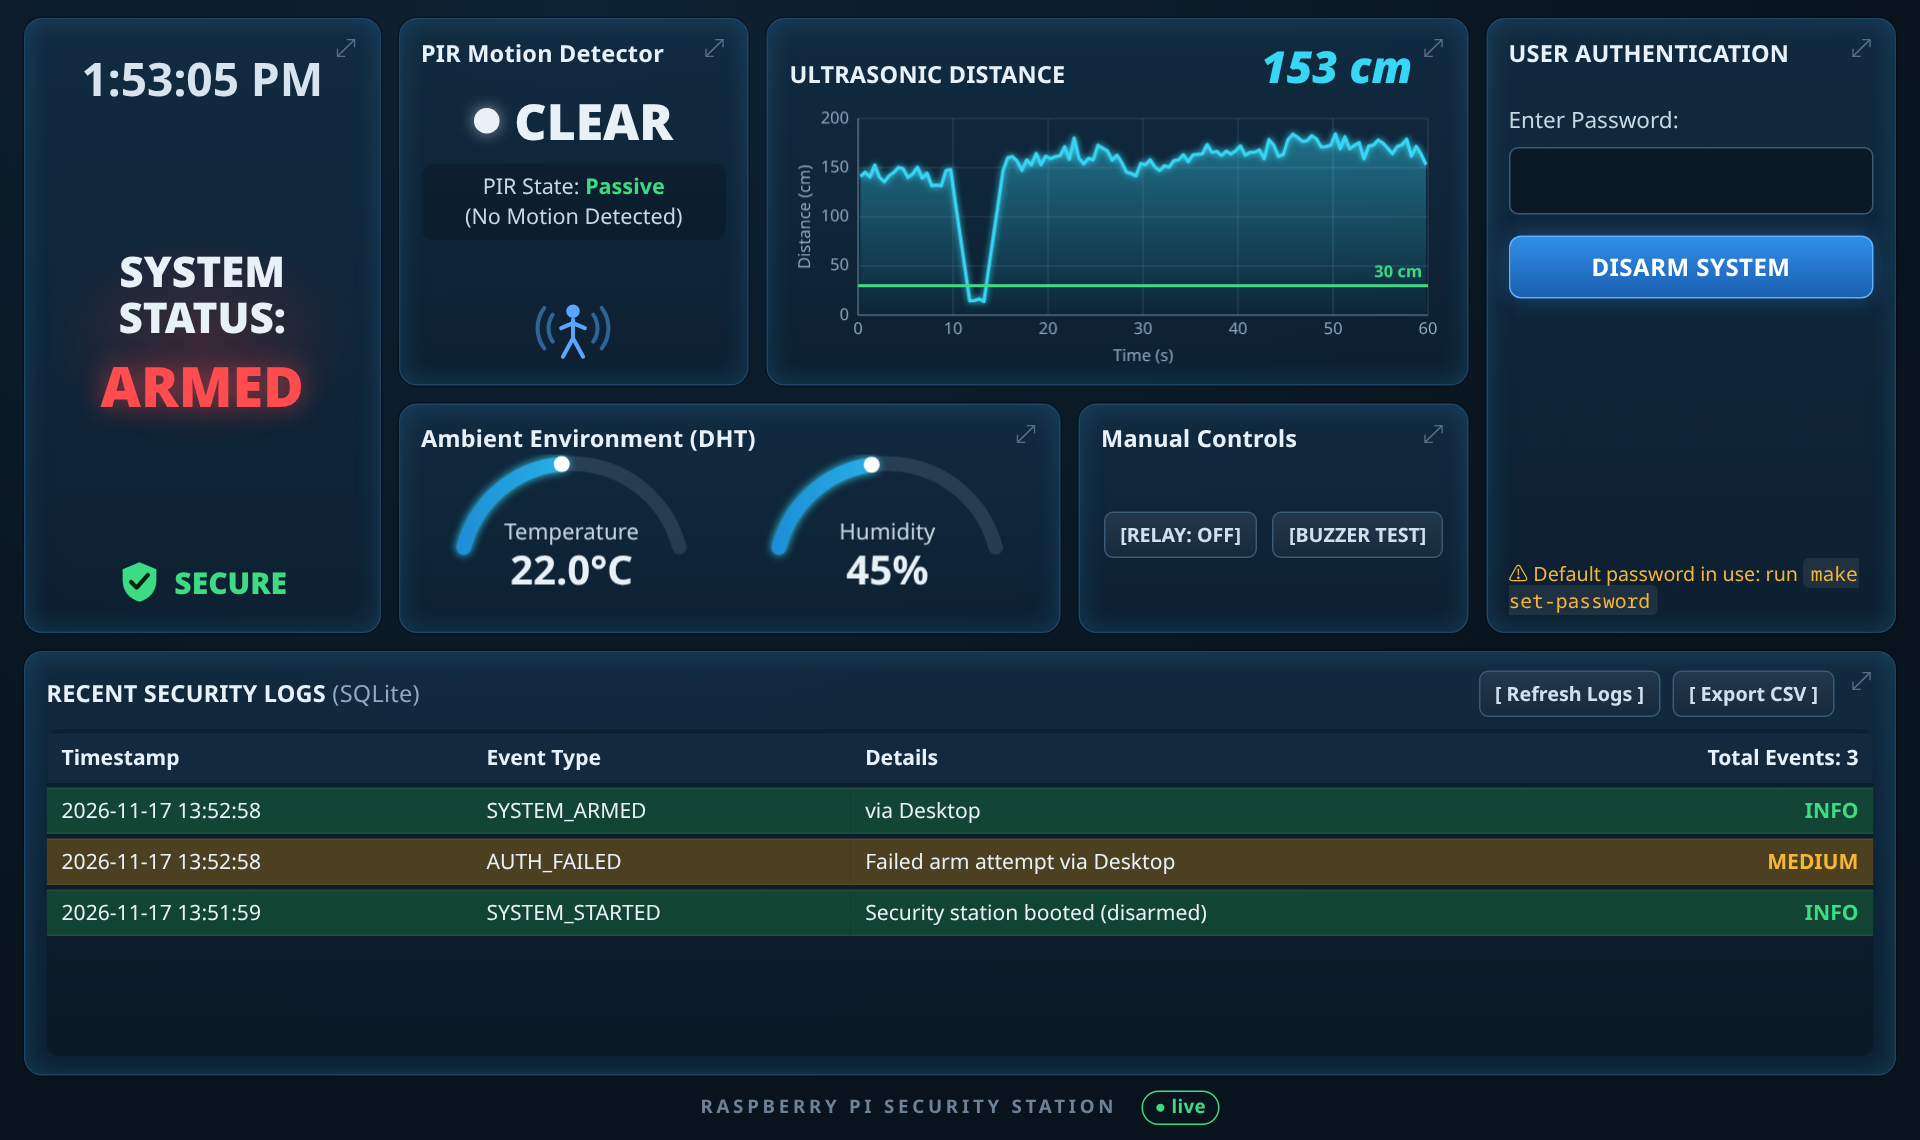 1:53:05 PM
SYSTEM
STATUS:
ARMED
SECURE
PIR Motion Detector
CLEAR
PIR State: Passive
(No Motion Detected)
ULTRASONIC DISTANCE
153 cm
Distance (cm)
200
150
100
50
0
30 cm
0 10 20 30 40 50 60
Time (s)
USER AUTHENTICATION
Enter Password:
DISARM SYSTEM
⚠ Default password in use: run make
set-password
Ambient Environment (DHT)
Temperature
22.0°C
Humidity
45%
Manual Controls
[RELAY: OFF] [BUZZER TEST]
RECENT SECURITY LOGS (SQLite)
[ Refresh Logs ] [ Export CSV ]
Timestamp Event Type Details Total Events: 3
2026-11-17 13:52:58 SYSTEM_ARMED via Desktop INFO
2026-11-17 13:52:58 AUTH_FAILED Failed arm attempt via Desktop MEDIUM
2026-11-17 13:51:59 SYSTEM_STARTED Security station booted (disarmed) INFO
RASPBERRY PI SECURITY STATION ● live